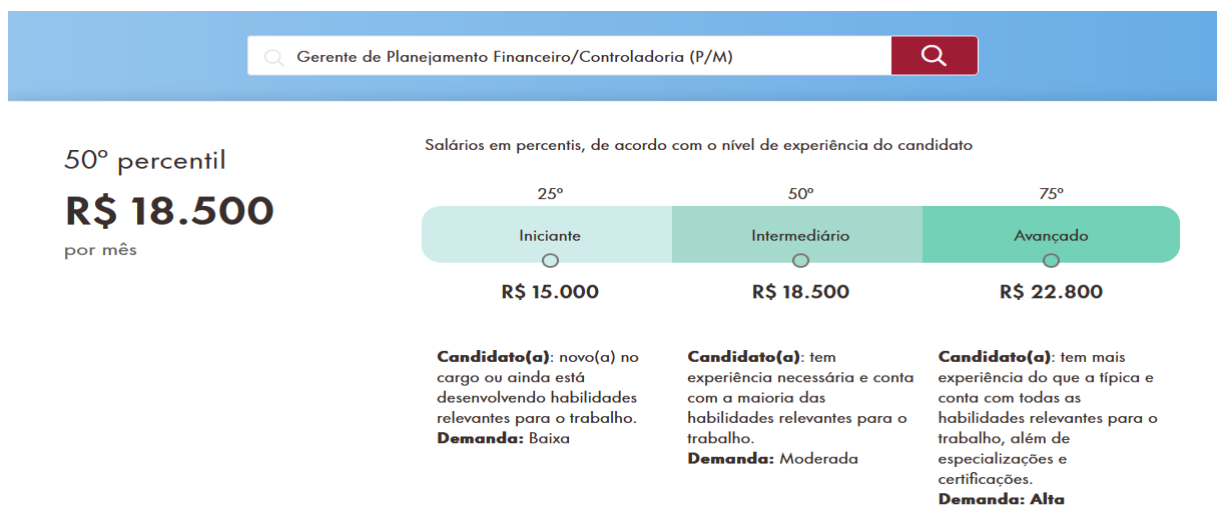 Gerente de Planejamento Financeiro/Controladoria (P/M)
50º percentil
R$ 18.500
por mês
Salários em percentis, de acordo com o nível de experiência do candidato
25º
50º
75º
Iniciante
Intermediário
Avançado
R$ 15.000
R$ 18.500
R$ 22.800
Candidato(a): novo(a) no
cargo ou ainda está
desenvolvendo habilidades
relevantes para o trabalho.
Demanda: Baixa
Candidato(a): tem
experiência necessária e conta
com a maioria das
habilidades relevantes para o
trabalho.
Demanda: Moderada
Candidato(a): tem mais
experiência do que a típica e
conta com todas as
habilidades relevantes para o
trabalho, além de
especializações e
certificações.
Demanda: Alta